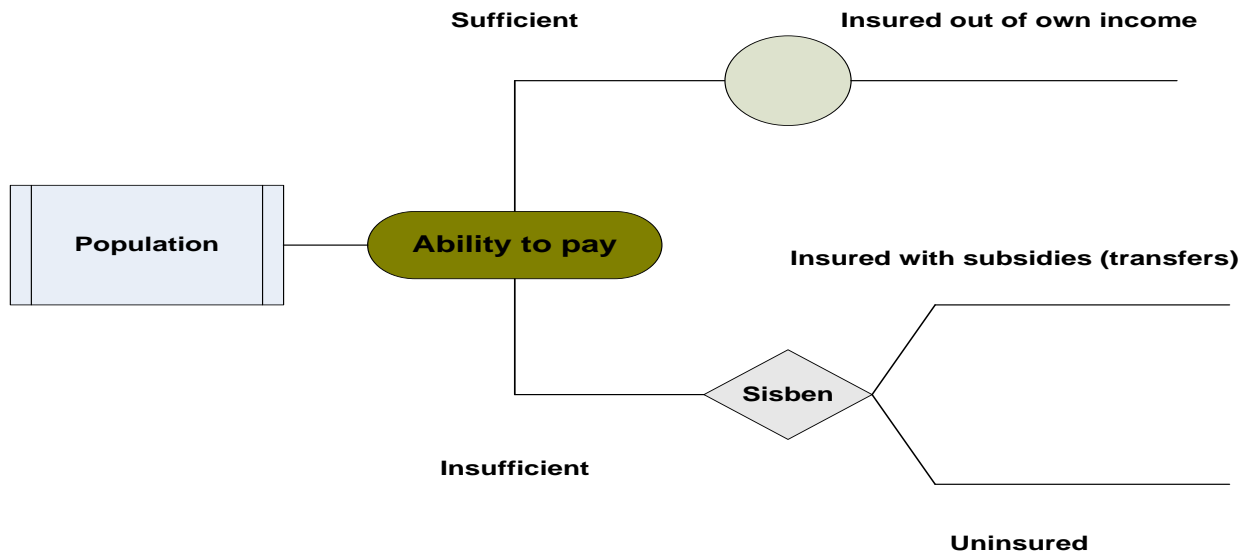 Sufficient
Insured out of own income
Population
Ability to pay
Insured with subsidies (transfers)
Sisben
Insufficient
Uninsured